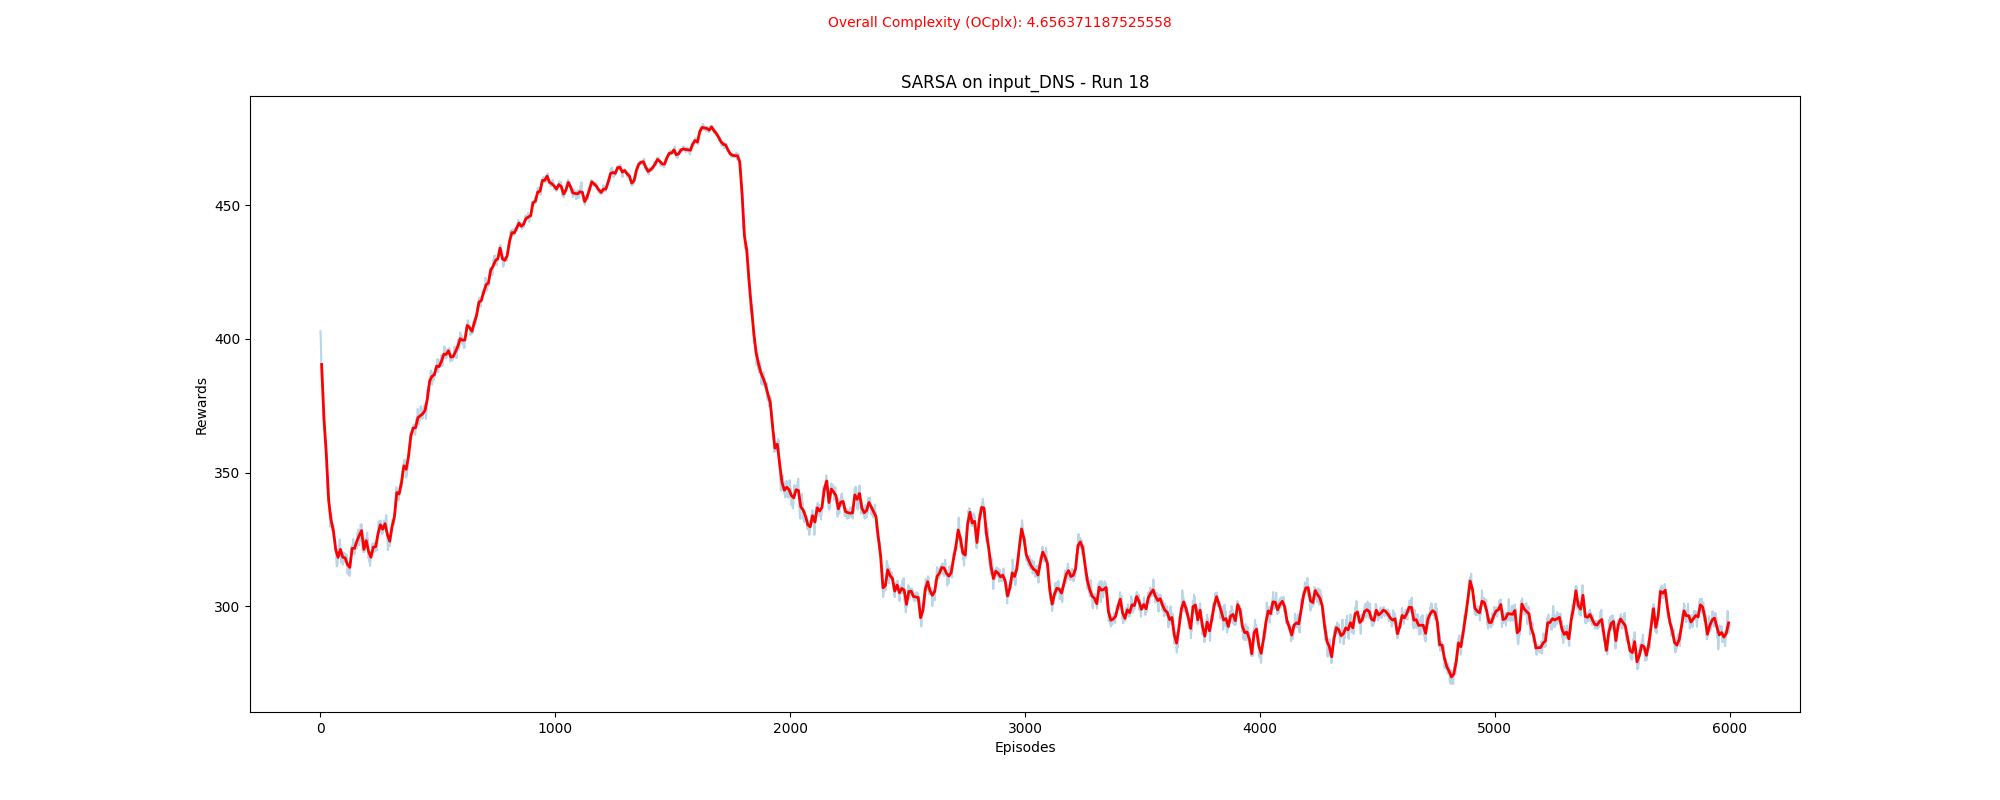 Overall Complexity (OCplx): 4.656371187525558
SARSA on input_DNS - Run 18
450
400
350
300
Rewards
0 1000 2000 3000 4000 5000 6000
Episodes